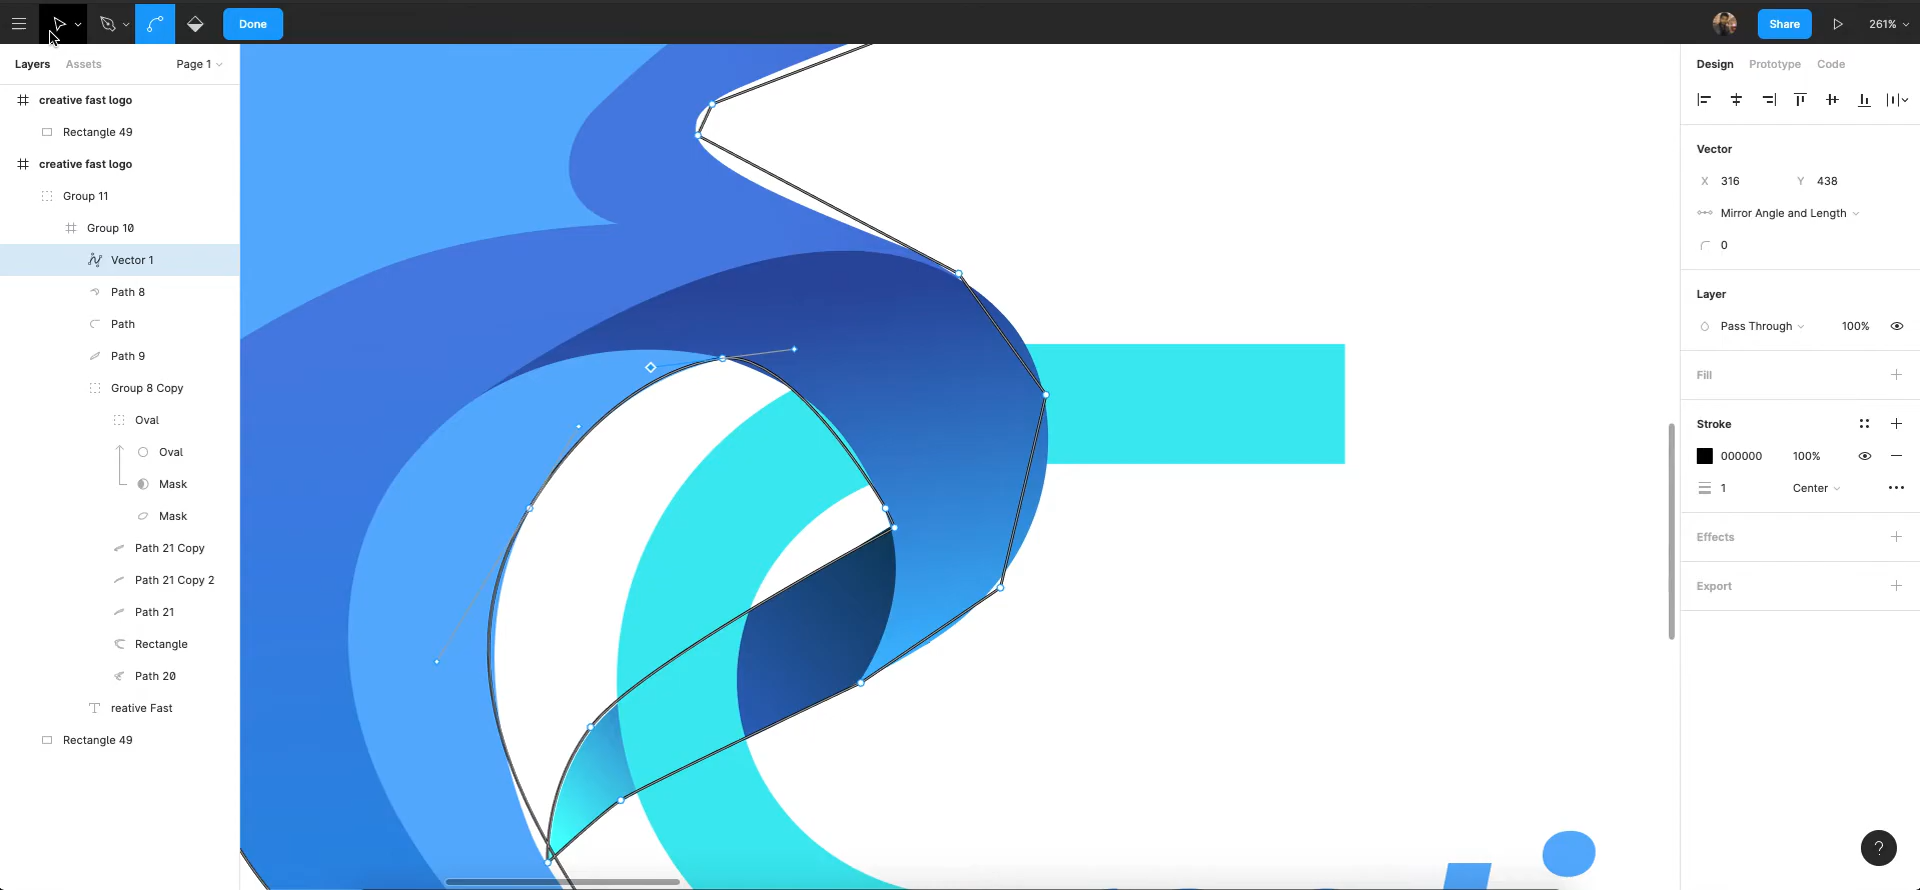 Done
Share
261%
Layers
Assets
Page 1
creative fast logo
Rectangle 49
creative fast logo
Group 11
Group 10
Vector 1
Path 8
Path
Path 9
Group 8 Copy
Oval
Oval
Mask
Mask
Path 21 Copy
Path 21 Copy 2
Path 21
Rectangle
Path 20
reative Fast
Rectangle 49
Design
Prototype
Code
Vector
X 316
Y 438
Mirror Angle and Length
0
Layer
Pass Through
100%
Fill
Stroke
000000
100%
1
Center
Effects
Export
?